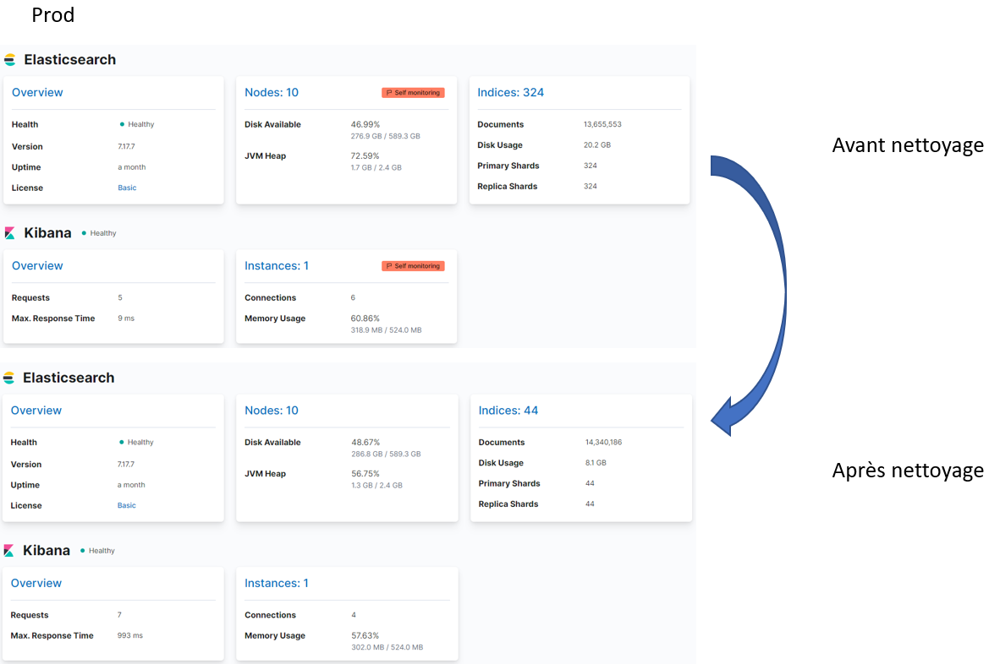 Prod
Elasticsearch
Overview
Health Healthy
Version 7.17.7
Uptime a month
License Basic
Nodes: 10 Self monitoring
Disk Available 46.99%
276.9 GB / 589.3 GB
JVM Heap 72.59%
1.7 GB / 2.4 GB
Indices: 324
Documents 13,655,553
Disk Usage 20.2 GB
Primary Shards 324
Replica Shards 324
Avant nettoyage
Kibana Healthy
Overview
Requests 5
Max. Response Time 9 ms
Instances: 1 Self monitoring
Connections 6
Memory Usage 60.86%
318.9 MB / 524.0 MB
Elasticsearch
Overview
Health Healthy
Version 7.17.7
Uptime a month
License Basic
Nodes: 10
Disk Available 48.67%
286.8 GB / 589.3 GB
JVM Heap 56.75%
1.3 GB / 2.4 GB
Indices: 44
Documents 14,340,186
Disk Usage 8.1 GB
Primary Shards 44
Replica Shards 44
Après nettoyage
Kibana Healthy
Overview
Requests 7
Max. Response Time 993 ms
Instances: 1
Connections 4
Memory Usage 57.63%
302.0 MB / 524.0 MB